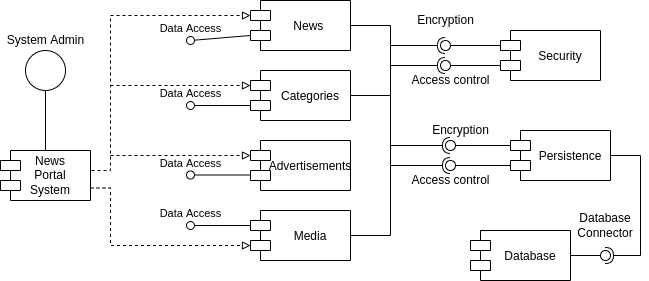 System Admin
News
Portal
System
Data Access
News
Data Access
Categories
Data Access
Advertisements
Data Access
Media
Encryption
Access control
Security
Encryption
Access control
Persistence
Database
Connector
Database